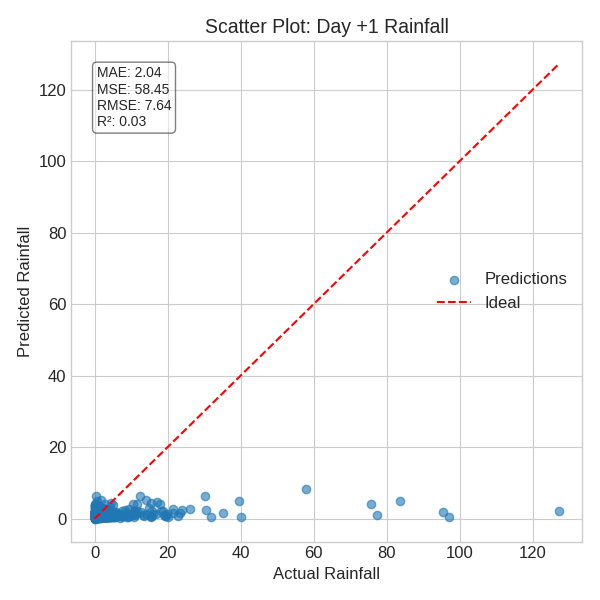 Scatter Plot: Day +1 Rainfall
MAE: 2.04
MSE: 58.45
RMSE: 7.64
R²: 0.03
120
100
80
60
40
20
0
Predicted Rainfall
Predictions
Ideal
0 20 40 60 80 100 120
Actual Rainfall